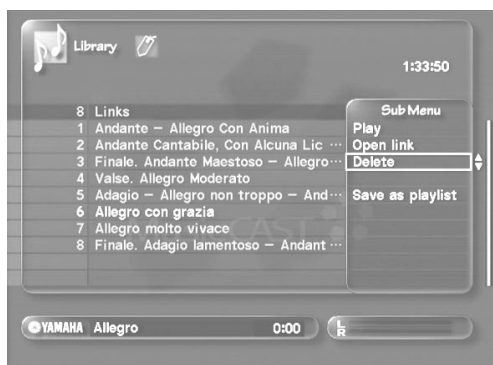 Library
1:33:50
8 Links
1 Andante – Allegro Con Anima
2 Andante Cantabile, Con Alcuna Lic ···
3 Finale. Andante Maestoso – Allegro···
4 Valse. Allegro Moderato
5 Adagio – Allegro non troppo – And ···
6 Allegro con grazia
7 Allegro molto vivace
8 Finale. Adagio lamentoso – Andant ···
Sub Menu
Play
Open link
Delete
Save as playlist
YAMAHA Allegro 0:00
L
R